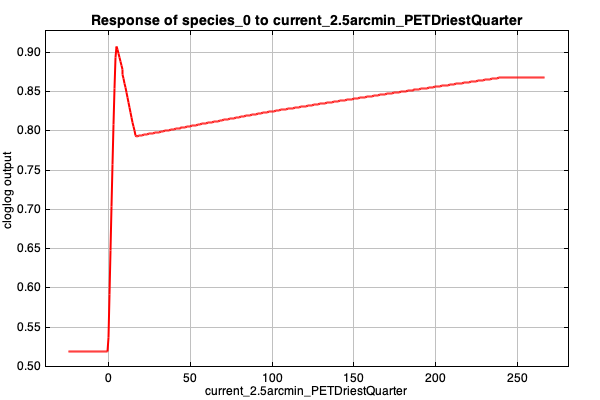 Response of species_0 to current_2.5arcmin_PETDriestQuarter
cloglog output
0.90
0.85
0.80
0.75
0.70
0.65
0.60
0.55
0.50
0 50 100 150 200 250
current_2.5arcmin_PETDriestQuarter